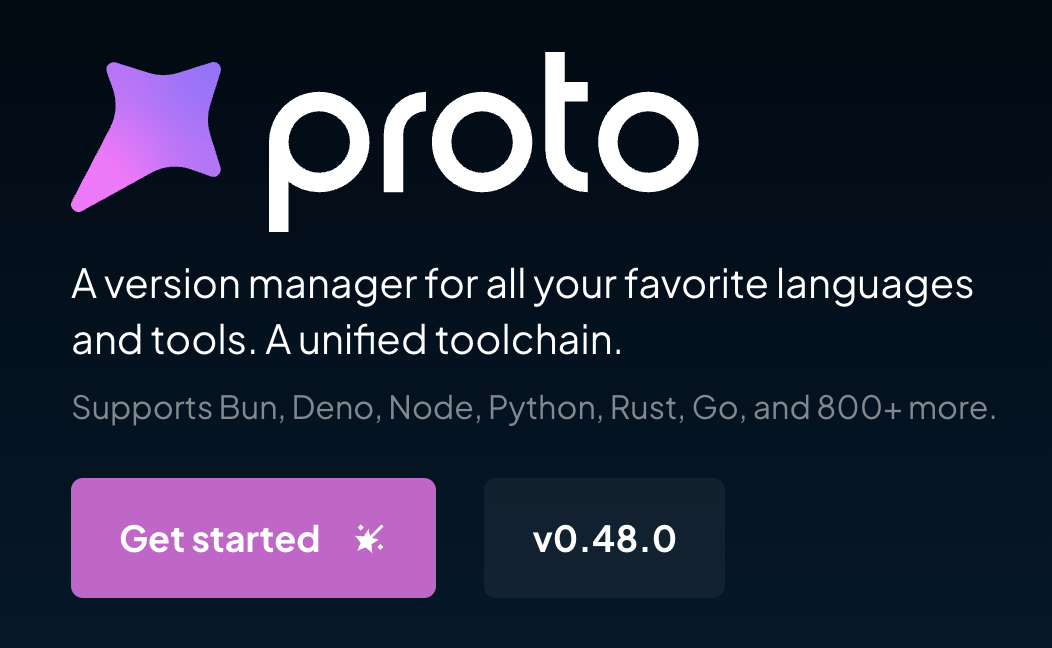 proto
A version manager for all your favorite languages
and tools. A unified toolchain.
Supports Bun, Deno, Node, Python, Rust, Go, and 800+ more.
Get started
v0.48.0